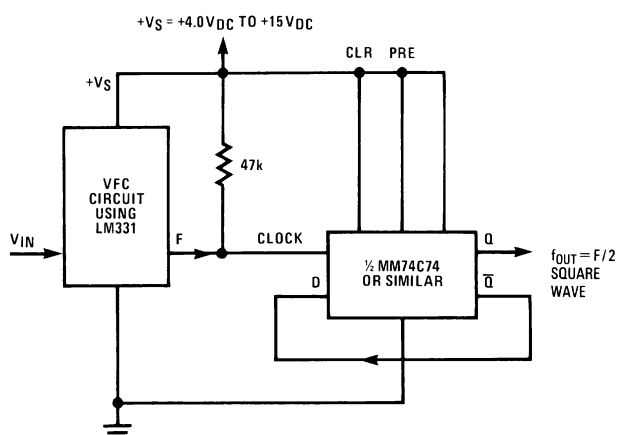 +VS = +4.0VDC TO +15VDC
CLR PRE
+VS
47k
VFC
CIRCUIT
USING
LM331
VIN
F
CLOCK
Q
½ MM74C74
OR SIMILAR
D
Q̅
fOUT = F/2
SQUARE
WAVE